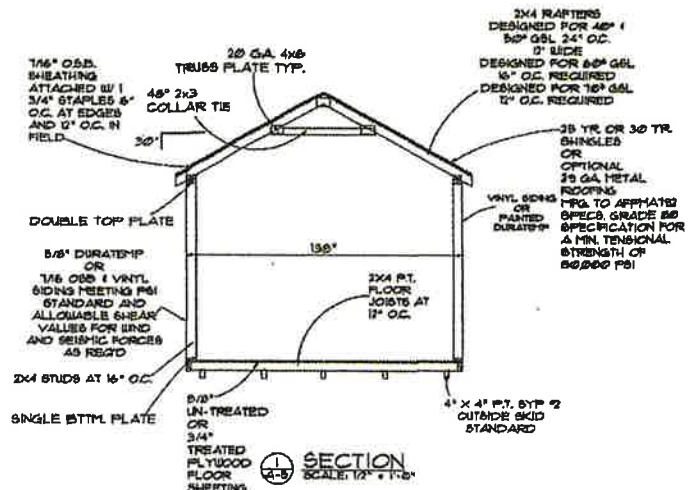 20 GA. 4X6
TRUSS PLATE TYP.
2X4 RAFTERS
DESIGNED FOR 40# &
50# GSL 24" O.C.
12' WIDE
DESIGNED FOR 60# GSL
16" O.C. REQUIRED
DESIGNED FOR 70# GSL
12" O.C. REQUIRED
7/16" O.S.B.
SHEATHING
ATTACHED W/ 1
3/4" STAPLES 6"
O.C. AT EDGES
AND 12" O.C. IN
FIELD
48" 2x3
COLLAR TIE
30°
25 YR. OR 30 YR.
SHINGLES
OR
OPTIONAL
29 GA. METAL
ROOFING
MFG. TO
SPECS. GRADE 80
SPECIFICATION FOR
A MIN. TENSIONAL
STRENGTH OF
PSI
VINYL SIDING
OR
PAINTED
DURATEMP
DOUBLE TOP PLATE
5/8" DURATEMP
OR
7/16 OSB & VINYL
SIDING MEETING PSI
STANDARD AND
ALLOWABLE SHEAR
VALUES FOR WIND
AND SEISMIC FORCES
AS REQ'D
2X4 P.T.
FLOOR
JOISTS AT
12" O.C.
2X4 STUDS AT 16" O.C.
SINGLE BTTM. PLATE
5/8"
UN-TREATED
OR
3/4"
TREATED
PLYWOOD
FLOOR
SHEETING
4" X 4" P.T. SYP #2
OUTSIDE SKID
STANDARD
1
A-5
SECTION
SCALE: 1/2" = 1'-0"